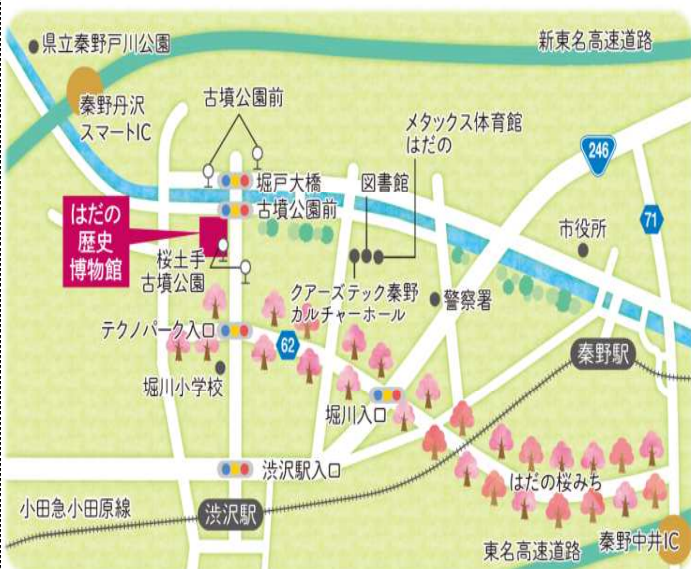 県立秦野戸川公園
新東名高速道路
秦野丹沢
スマートIC
古墳公園前
メタックス体育館
はだの
246
堀戸大橋
図書館
古墳公園前
はだの
歴史
博物館
71
市役所
桜土手
古墳公園
クアーズテック秦野
カルチャーホール
警察署
テクノパーク入口
62
秦野駅
堀川小学校
堀川入口
渋沢駅入口
はだの桜みち
小田急小田原線
渋沢駅
東名高速道路
秦野中井IC